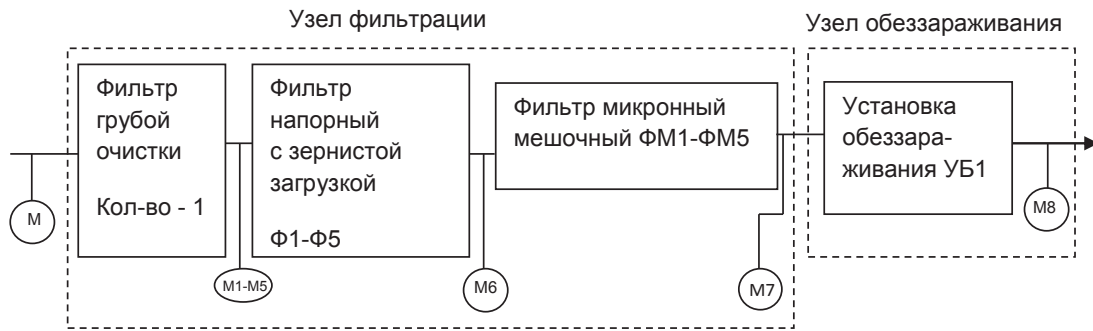 Узел фильтрации
Узел обеззараживания
Фильтр
грубой
очистки
Кол-во - 1
Фильтр
напорный
с зернистой
загрузкой
Ф1-Ф5
Фильтр микронный
мешочный ФМ1-ФМ5
Установка
обеззара-
живания УБ1
М
М1-М5
М6
М7
М8